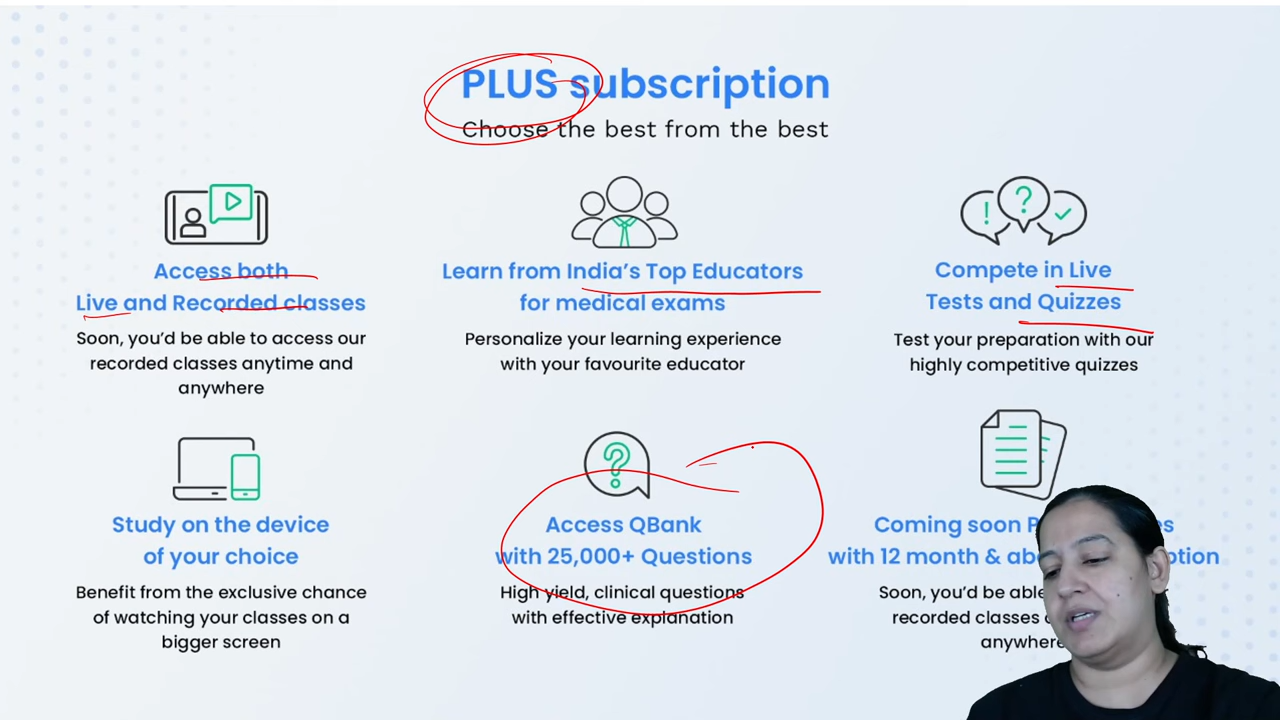 PLUS subscription
Choose the best from the best
Access both
Live and Recorded classes
Soon, you'd be able to access our
recorded classes anytime and
anywhere
Learn from India's Top Educators
for medical exams
Personalize your learning experience
with your favourite educator
Compete in Live
Tests and Quizzes
Test your preparation with our
highly competitive quizzes
Study on the device
of your choice
Benefit from the exclusive chance
of watching your classes on a
bigger screen
Access QBank
with 25,000+ Questions
High yield, clinical questions
with effective explanation
Coming soon
with 12 month &
Soon, you'd be able
recorded classes
anywhere